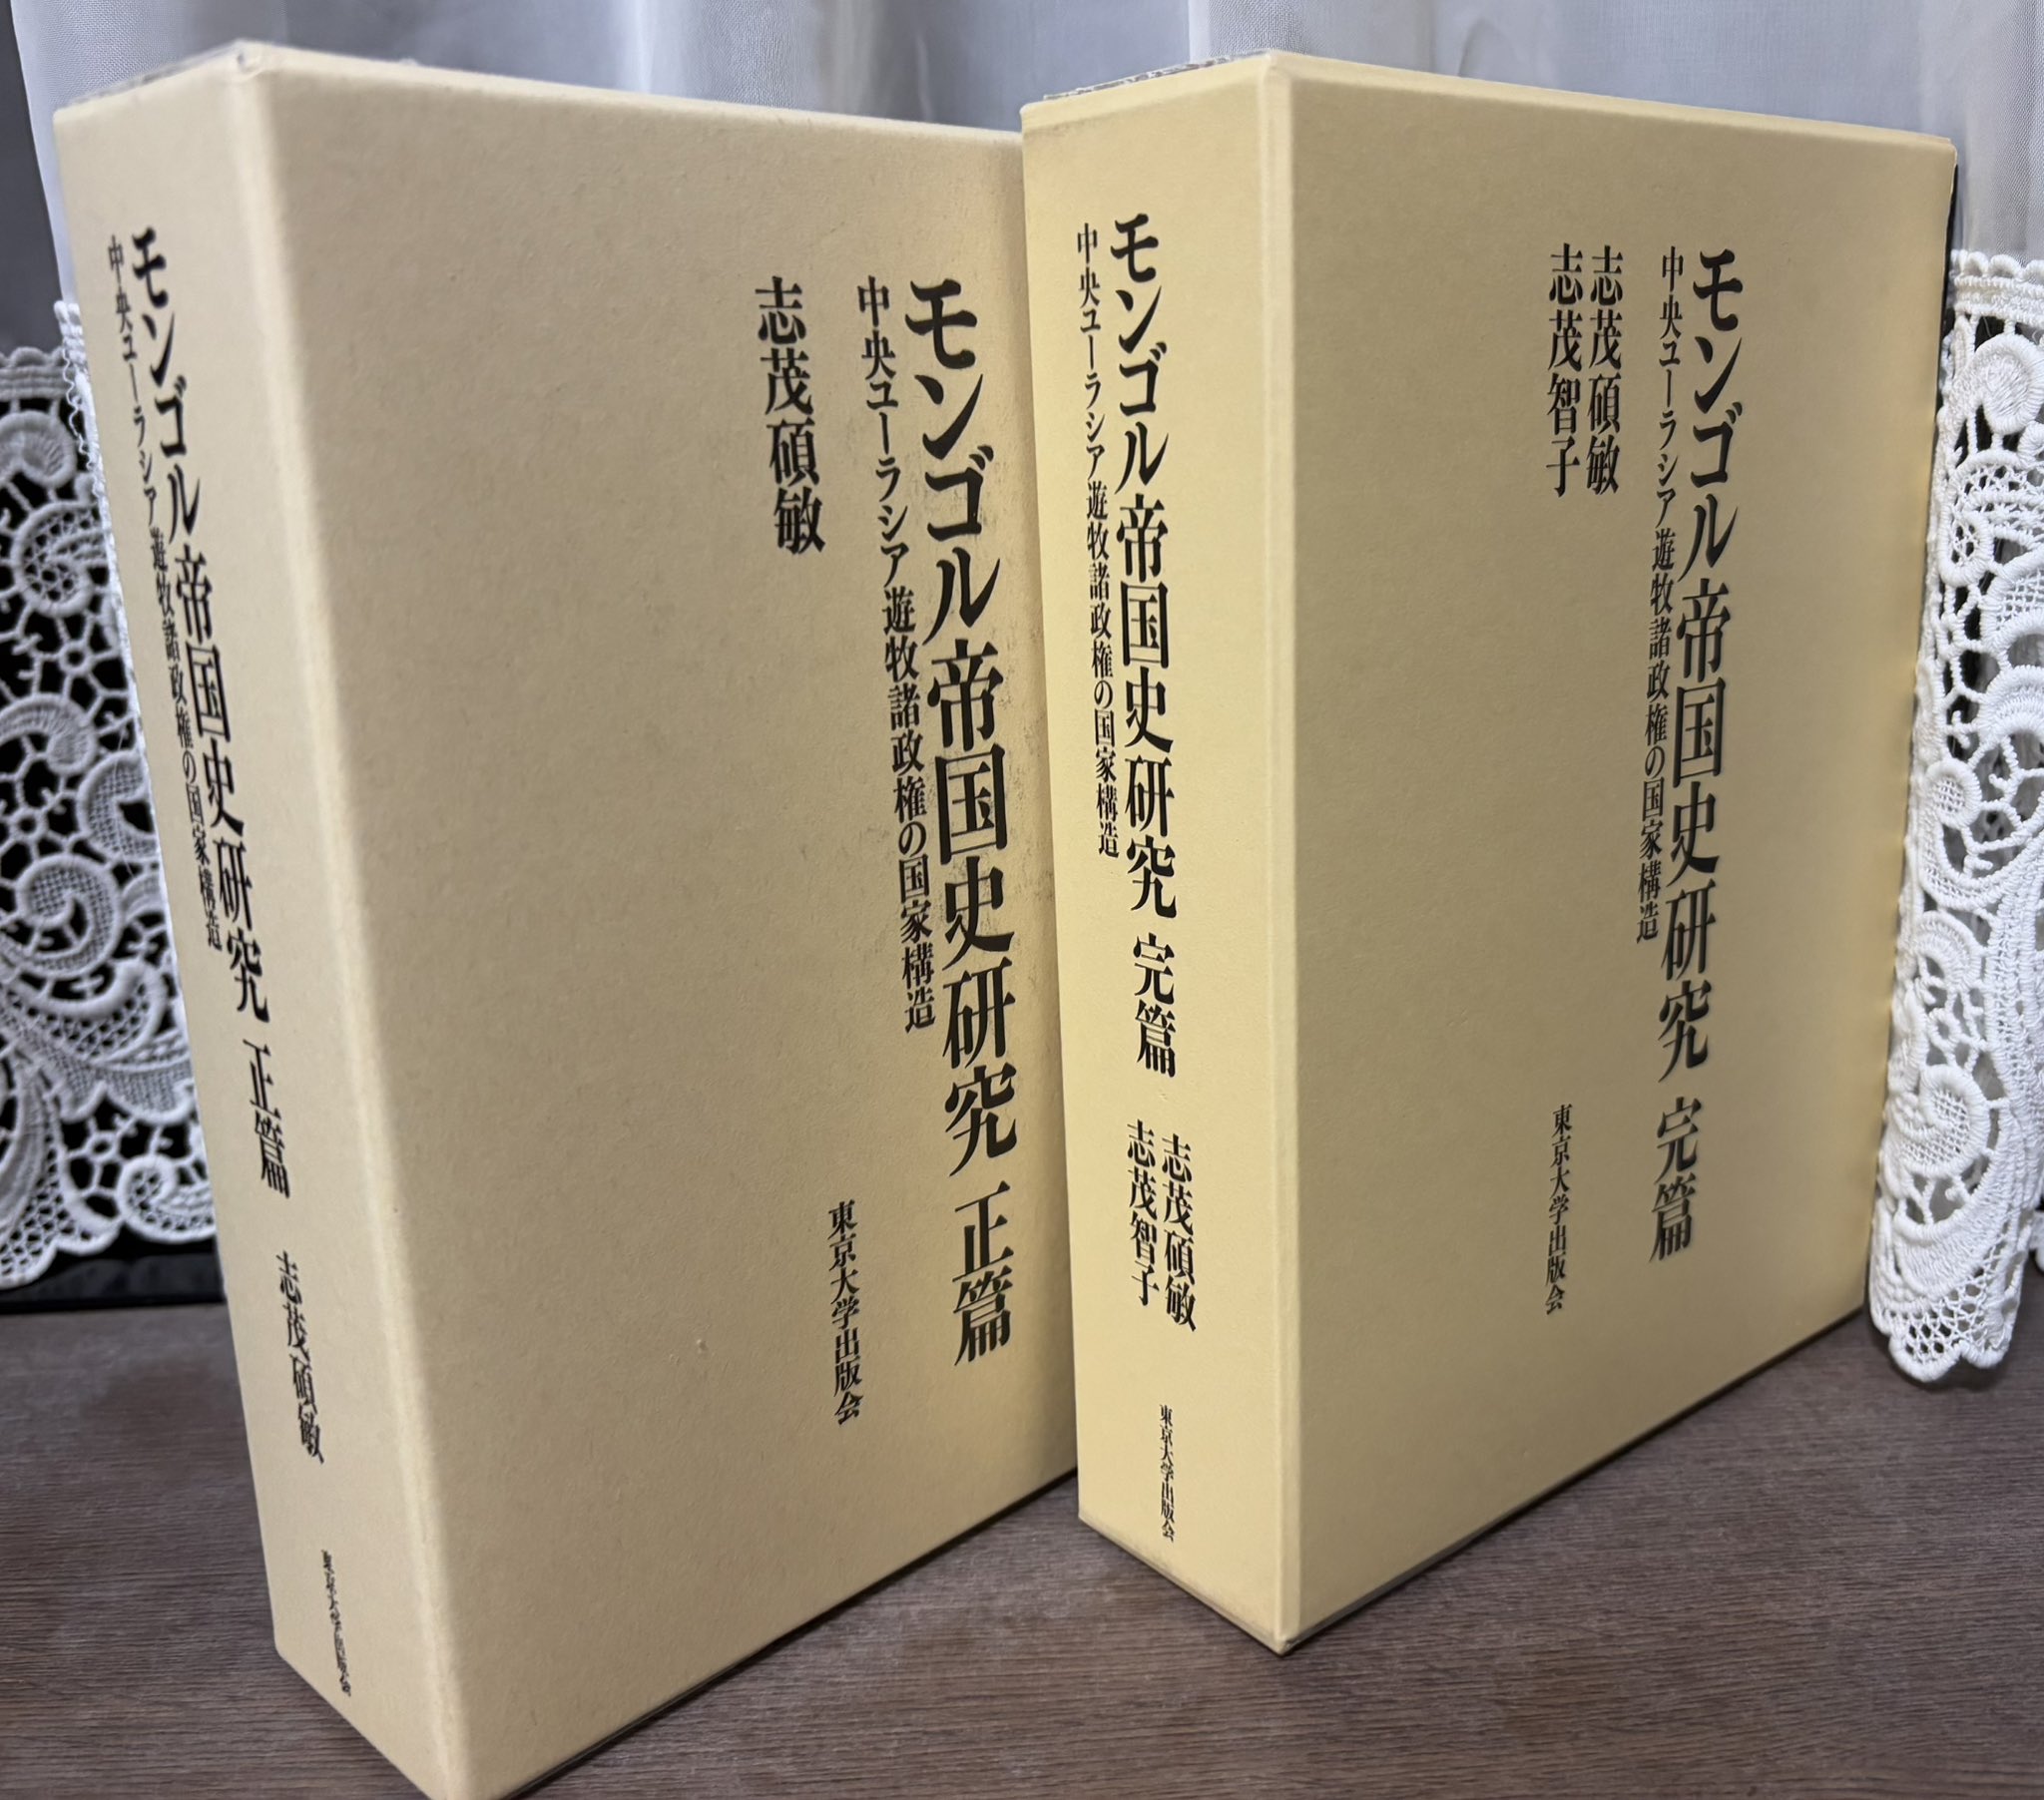 モンゴル帝国史研究 正篇
中央ユーラシア遊牧諸政権の国家構造
志茂碩敏
東京大学出版会
モンゴル帝国史研究 正篇
中央ユーラシア遊牧諸政権の国家構造
志茂碩敏
東京大学出版会
モンゴル帝国史研究 完篇
中央ユーラシア遊牧諸政権の国家構造
志茂碩敏
志茂智子
東京大学出版会
モンゴル帝国史研究 完篇
中央ユーラシア遊牧諸政権の国家構造
志茂碩敏
志茂智子
東京大学出版会